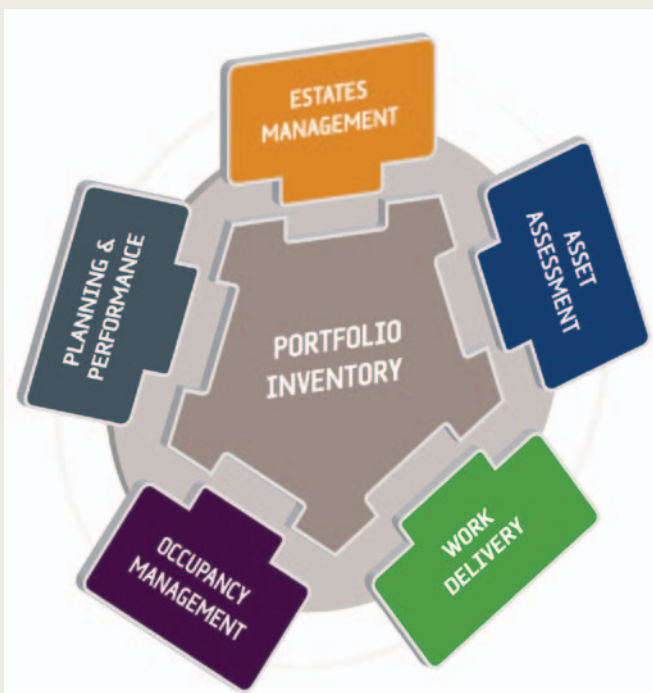 ESTATES
MANAGEMENT
ASSET
ASSESSMENT
PLANNING &
PERFORMANCE
PORTFOLIO
INVENTORY
WORK
DELIVERY
OCCUPANCY
MANAGEMENT